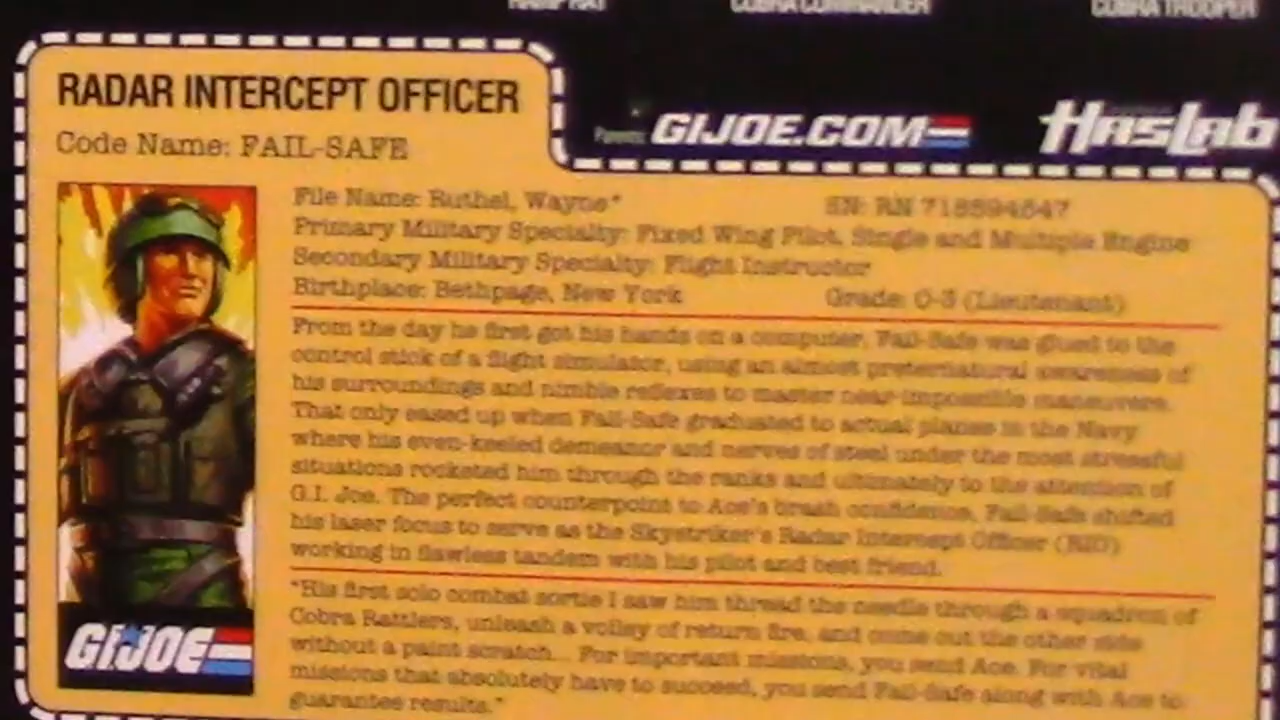 RAMPART
COBRA COMMANDER
COBRA TROOPER
RADAR INTERCEPT OFFICER
Code Name: FAIL-SAFE
GIJOE.COM
HASLAB
File Name: Ruthel, Wayne*
SN: RN 718594647
Primary Military Specialty: Fixed Wing Pilot, Single and Multiple Engine
Secondary Military Specialty: Flight Instructor
Birthplace: Bethpage, New York
Grade: O-3 (Lieutenant)
From the day he first got his hands on a computer, Fail-Safe was glued to the
control stick of a flight simulator, using an almost preternatural awareness of
his surroundings and nimble reflexes to master near-impossible maneuvers.
That only eased up when Fail-Safe graduated to actual planes in the Navy
where his even-keeled demeanor and nerves of steel under the most stressful
situations rocketed him through the ranks and ultimately to the attention of
G.I. Joe. The perfect counterpoint to Ace's brash confidence, Fail-Safe shifted
his laser focus to serve as the Skystriker's Radar Intercept Officer (RIO)
working in flawless tandem with his pilot and best friend.
"His first solo combat sortie I saw him thread the needle through a squadron of
Cobra Rattlers, unleash a volley of return fire, and come out the other side
without a paint scratch... For important missions, you send Ace. For vital
missions that absolutely have to succeed, you send Fail-Safe along with Ace to
guarantee results."
GI JOE